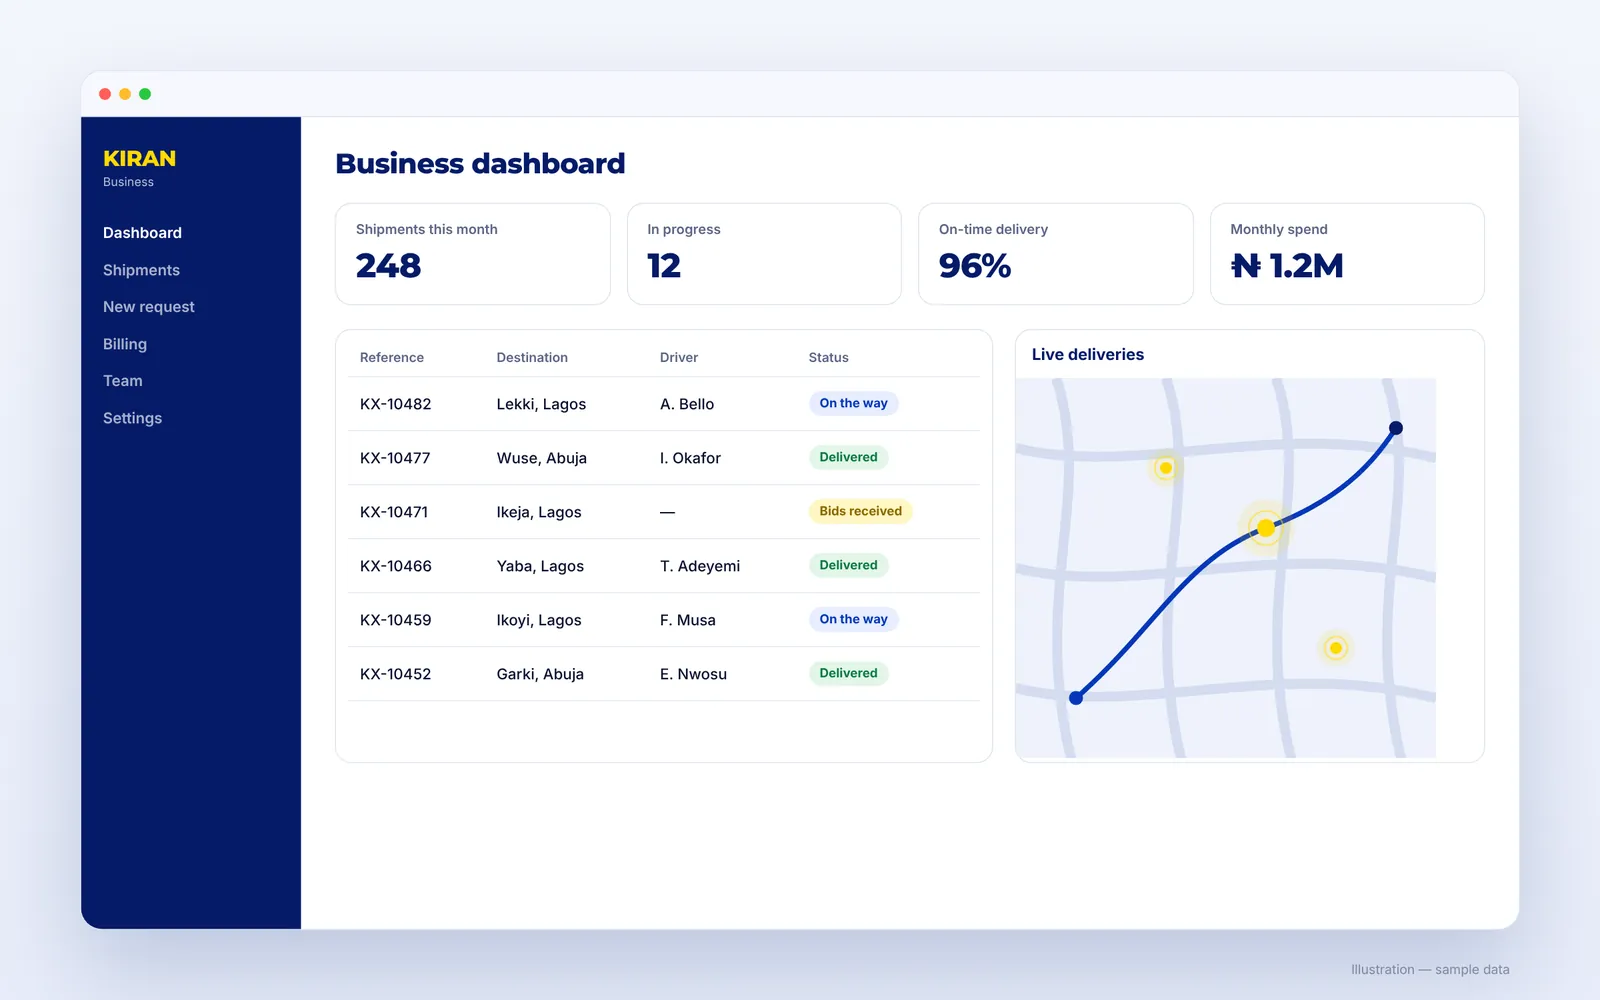 KIRAN
Business
Dashboard
Shipments
New request
Billing
Team
Settings
Business dashboard
Shipments this month
248
In progress
12
On-time delivery
96%
Monthly spend
₦ 1.2M
Reference Destination Driver Status
KX-10482 Lekki, Lagos A. Bello On the way
KX-10477 Wuse, Abuja I. Okafor Delivered
KX-10471 Ikeja, Lagos — Bids received
KX-10466 Yaba, Lagos T. Adeyemi Delivered
KX-10459 Ikoyi, Lagos F. Musa On the way
KX-10452 Garki, Abuja E. Nwosu Delivered
Live deliveries
Illustration — sample data